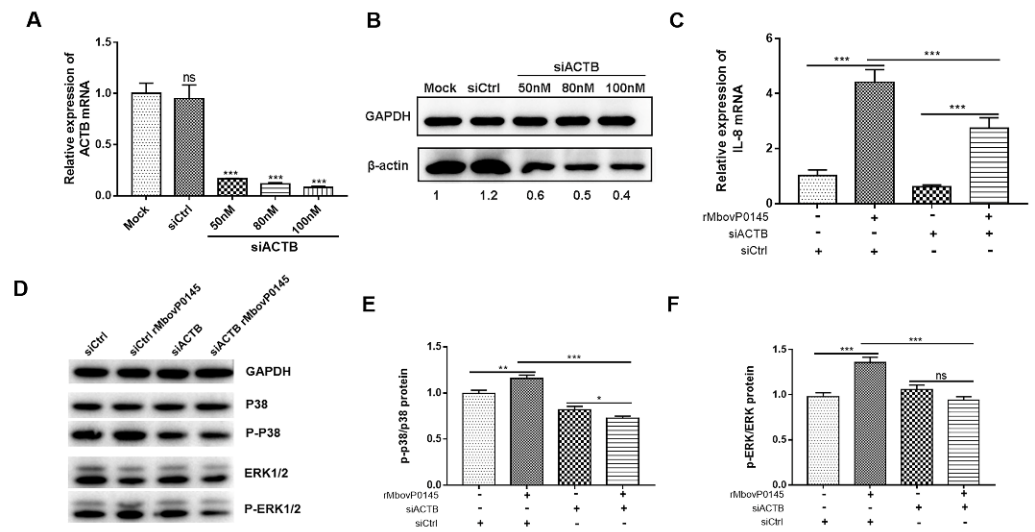 A
Relative expression of
ACTB mRNA
1.5
1.0
0.5
0.0
ns
***
***
***
Mock
siCtrl
50nM
80nM
100nM
siACTB
B
siACTB
Mock
siCtrl
50nM
80nM
100nM
GAPDH
β-actin
1
1.2
0.6
0.5
0.4
C
Relative expression of
IL-8 mRNA
6
4
2
0
***
***
***
rMbovP0145
- + - +
siACTB
- - + +
siCtrl
+ + - -
D
siCtrl
siCtrl rMbovP0145
siACTB
siACTB rMbovP0145
GAPDH
P38
P-P38
ERK1/2
P-ERK1/2
E
p-p38/p38 protein
1.5
1.0
0.5
0.0
**
***
*
rMbovP0145
- + - +
siACTB
- - + +
siCtrl
+ + - -
F
p-ERK/ERK protein
1.5
1.0
0.5
0.0
***
***
ns
rMbovP0145
- + - +
siACTB
- - + +
siCtrl
+ + - -